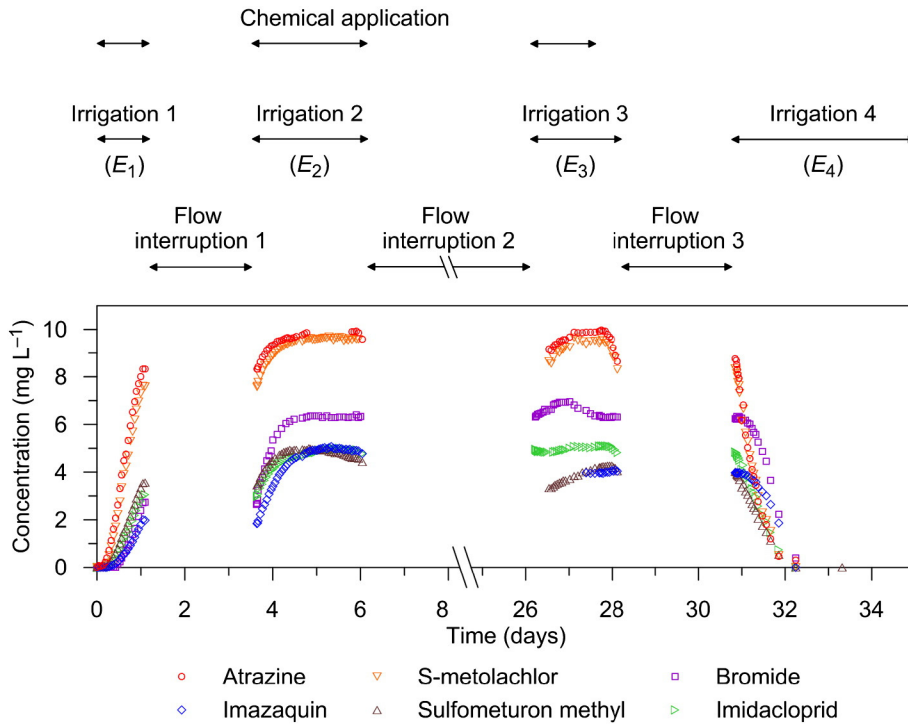 Chemical application
Irrigation 1 Irrigation 2 Irrigation 3 Irrigation 4
(E1) (E2) (E3) (E4)
Flow interruption 1
Flow interruption 2
Flow interruption 3
Concentration (mg L⁻¹)
10
8
6
4
2
0
0 2 4 6 8 26 28 30 32 34
Time (days)
Atrazine S-metolachlor Bromide
Imazaquin Sulfometuron methyl Imidacloprid